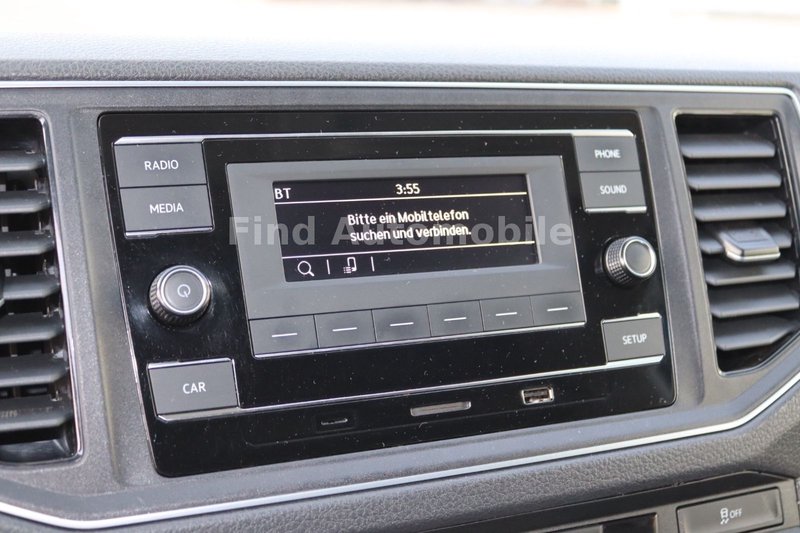 RADIO
MEDIA
CAR
BT 3:55
Bitte ein Mobiltelefon
suchen und verbinden.
PHONE
SOUND
SETUP
OFF
Find Automobile